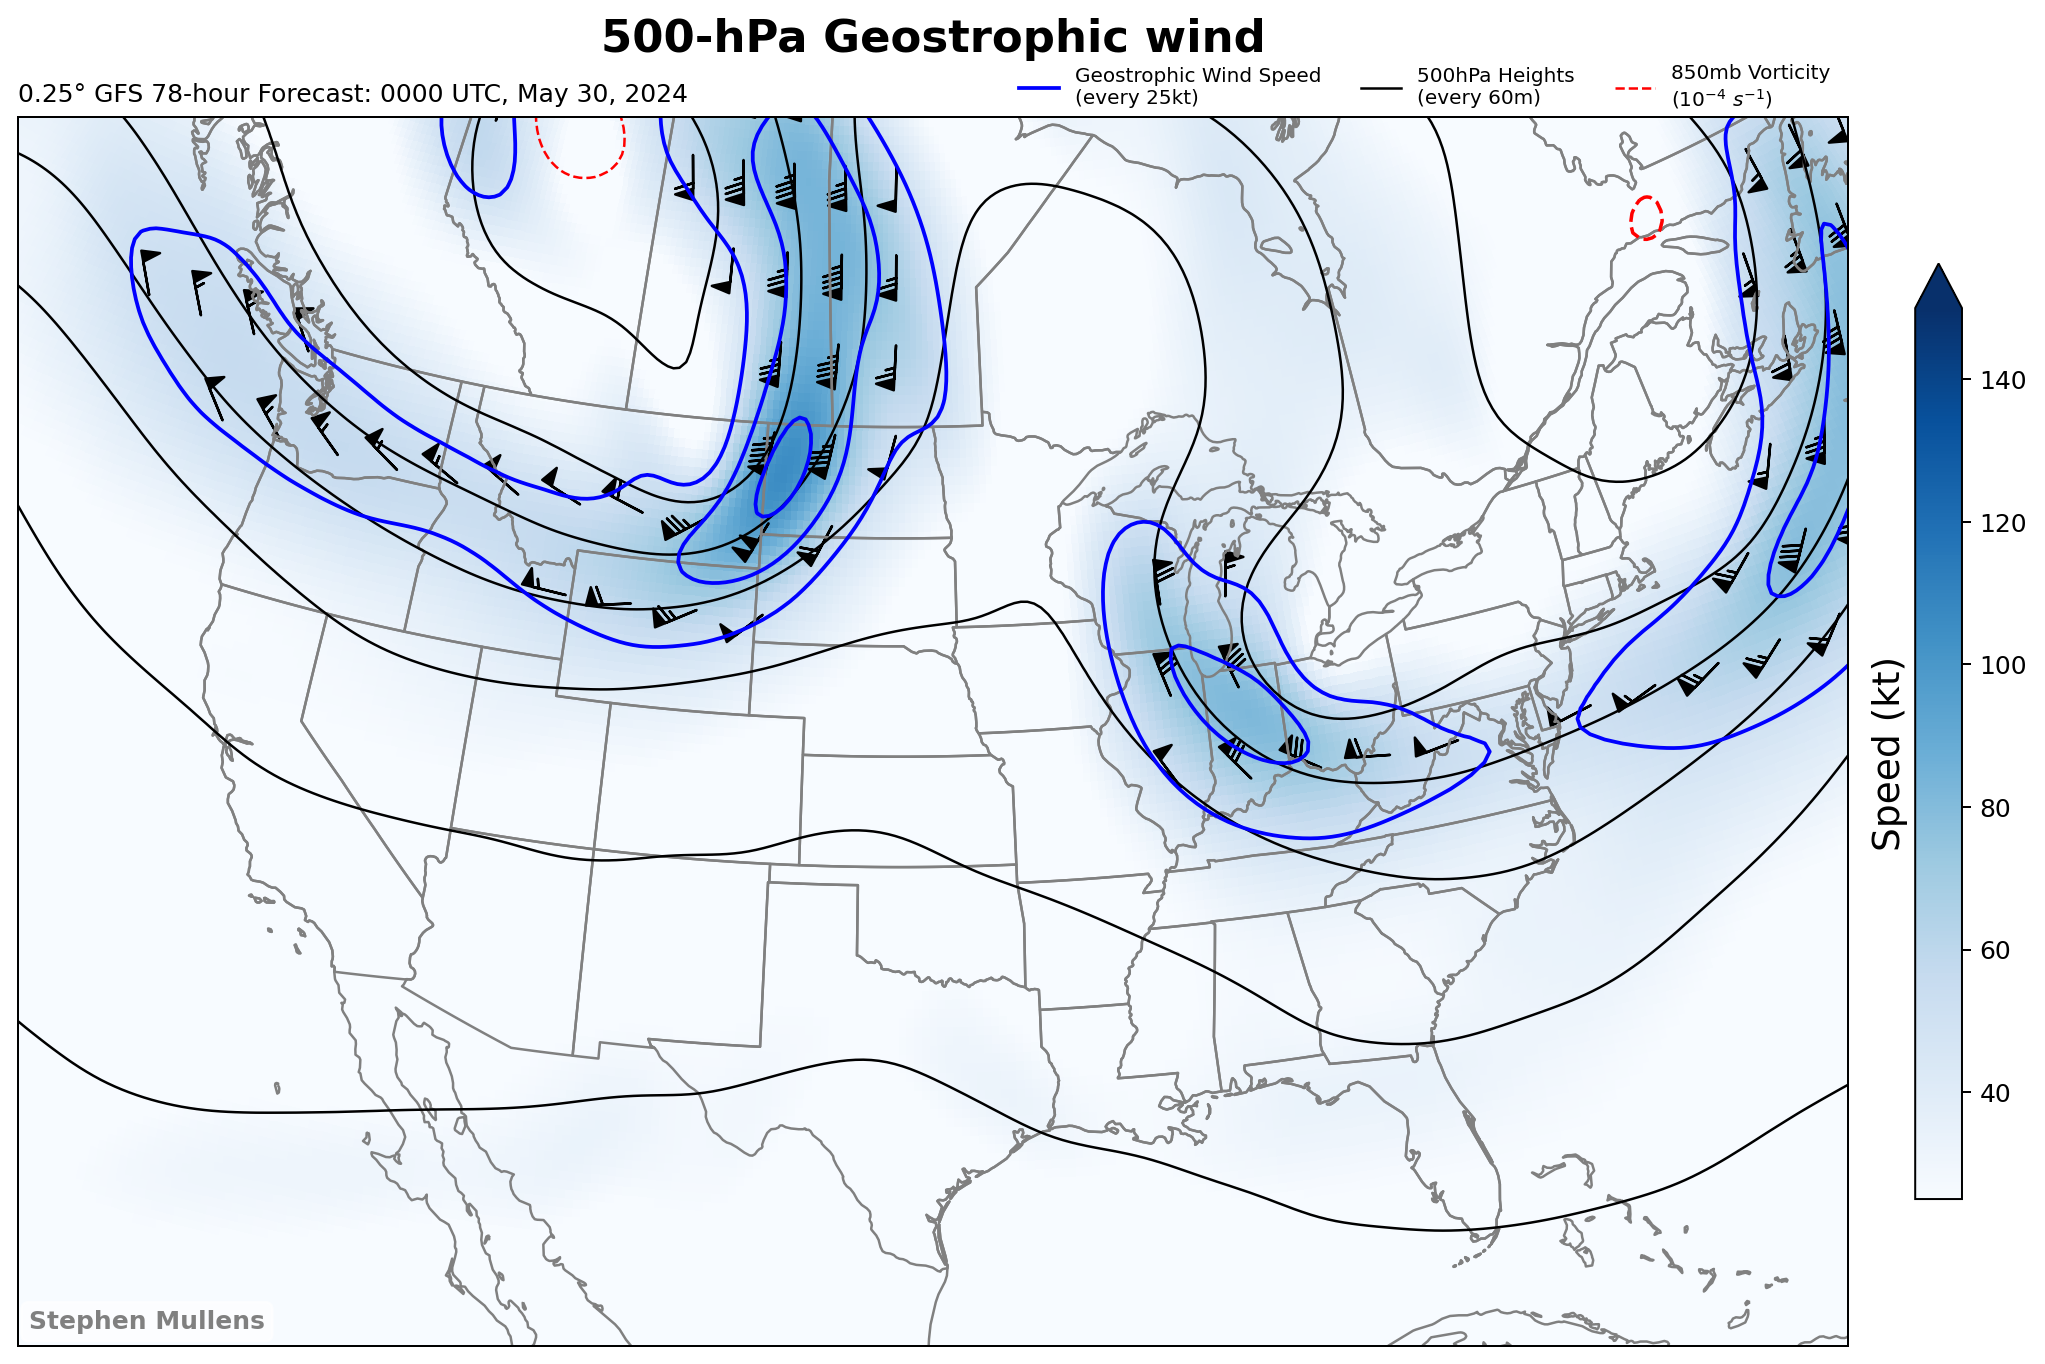 500-hPa Geostrophic wind
0.25° GFS 78-hour Forecast: 0000 UTC, May 30, 2024
Geostrophic Wind Speed
(every 25kt)
500hPa Heights
(every 60m)
850mb Vorticity
(10⁻⁴ s⁻¹)
140
120
100
80
60
40
Speed (kt)
Stephen Mullens